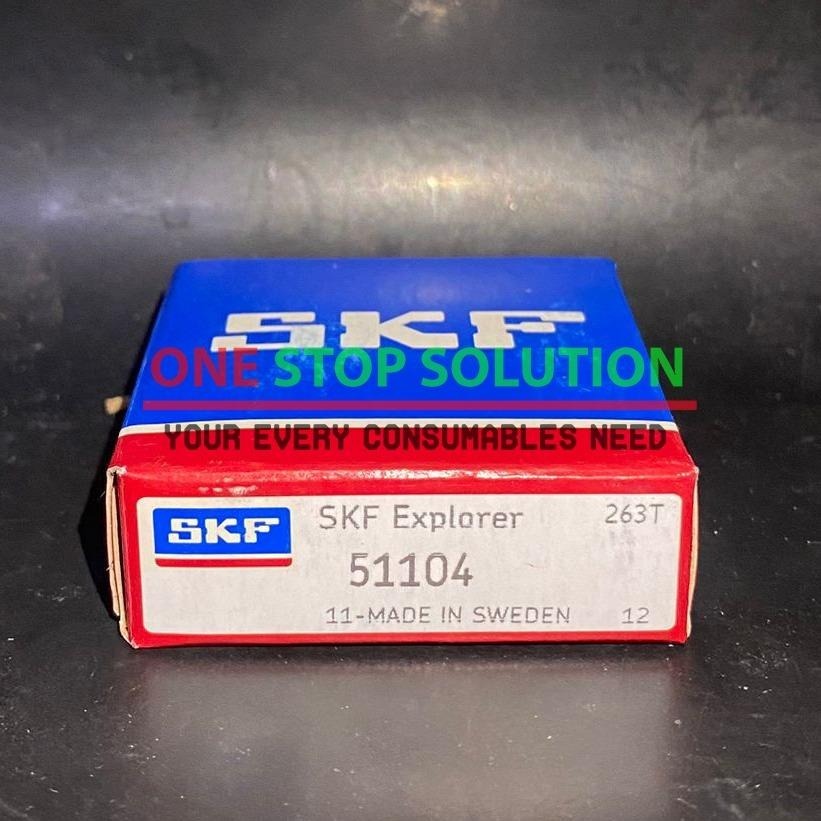 SKF
ONE STOP SOLUTION
YOUR EVERY CONSUMABLES NEED
SKF
SKF Explorer
263T
51104
11-MADE IN SWEDEN
12